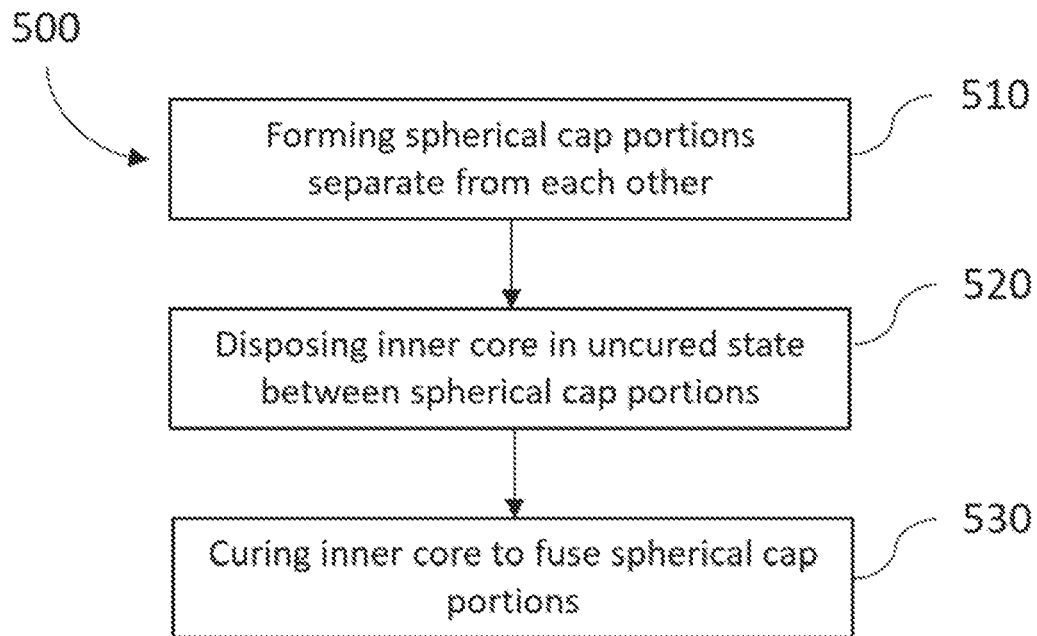 500
510
Forming spherical cap portions
separate from each other
520
Disposing inner core in uncured state
between spherical cap portions
530
Curing inner core to fuse spherical cap
portions